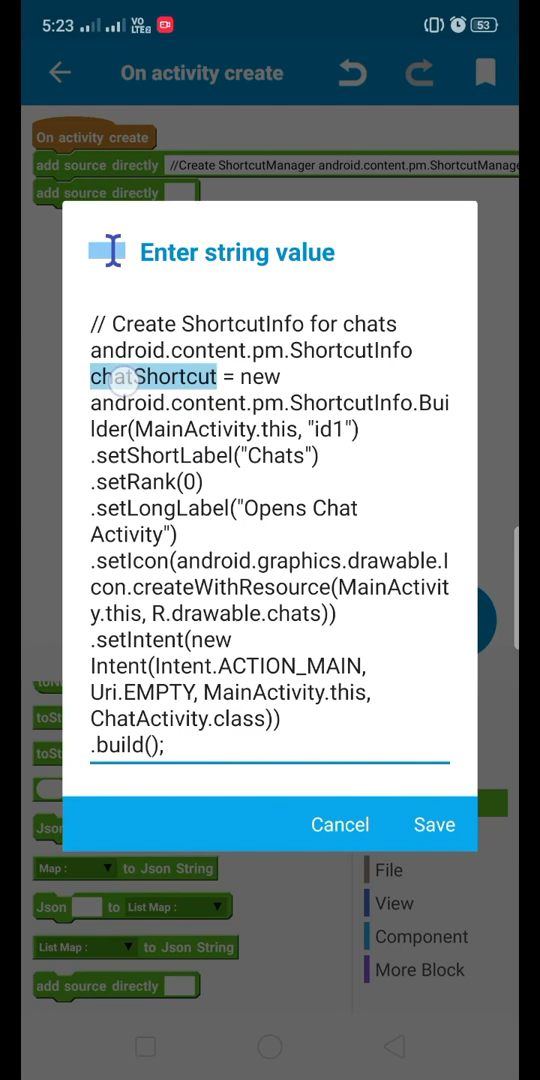 5:23 VO LTE 53
On activity create
On activity create
add source directly //Create ShortcutManager android.content.pm.ShortcutManage
add source directly
Enter string value
// Create ShortcutInfo for chats
android.content.pm.ShortcutInfo
chatShortcut = new
android.content.pm.ShortcutInfo.Bui
lder(MainActivity.this, "id1")
.setShortLabel("Chats")
.setRank(0)
.setLongLabel("Opens Chat
Activity")
.setIcon(android.graphics.drawable.I
con.createWithResource(MainActivit
y.this, R.drawable.chats))
.setIntent(new
Intent(Intent.ACTION_MAIN,
Uri.EMPTY, MainActivity.this,
ChatActivity.class))
.build();
Cancel Save
toSt
toSt
Json
Map : to Json String
Json to List Map :
List Map : to Json String
add source directly
File
View
Component
More Block